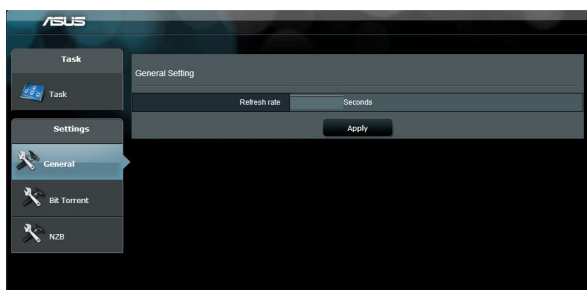 ASUS
Task
Task
Settings
General
Bit Torrent
NZB
General Setting
Refresh rate Seconds
Apply